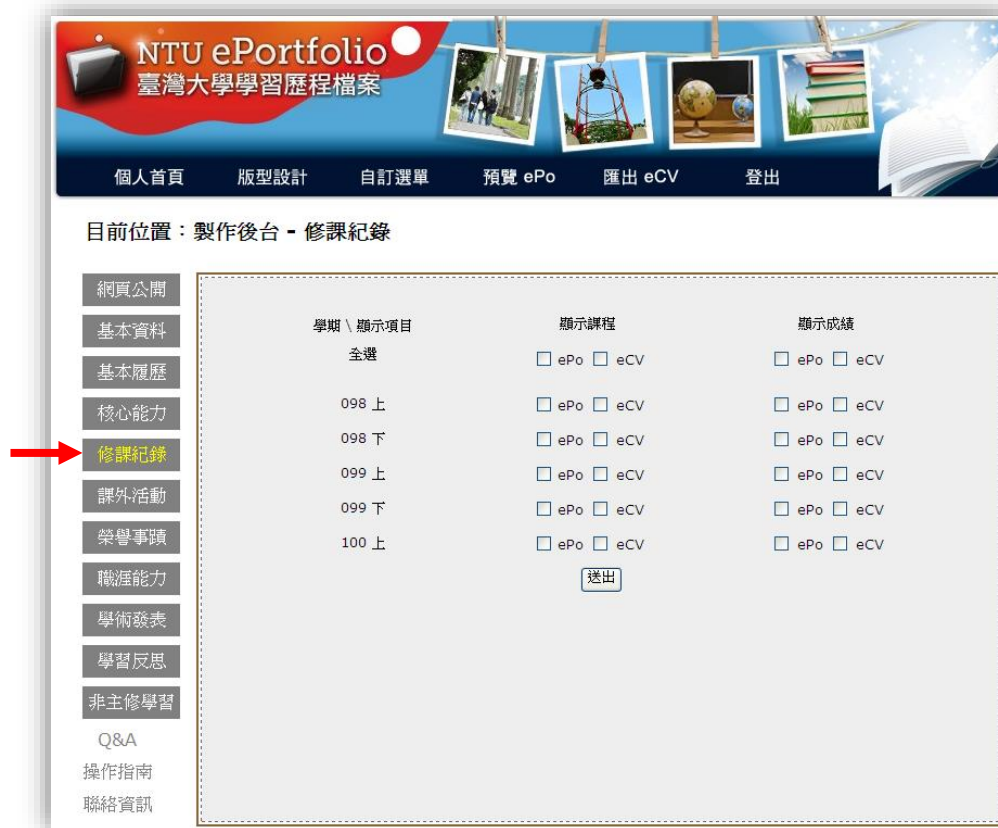 NTU ePortfolio
臺灣大學學習歷程檔案
個人首頁 版型設計 自訂選單 預覽 ePo 匯出 eCV 登出
目前位置：製作後台 - 修課紀錄
網頁公開
基本資料
基本履歷
核心能力
修課紀錄
課外活動
榮譽事蹟
職涯能力
學術發表
學習反思
非主修學習
Q&A
操作指南
聯絡資訊
學期 \ 顯示項目 顯示課程 顯示成績
全選 ePo eCV ePo eCV
098 上 ePo eCV ePo eCV
098 下 ePo eCV ePo eCV
099 上 ePo eCV ePo eCV
099 下 ePo eCV ePo eCV
100 上 ePo eCV ePo eCV
送出